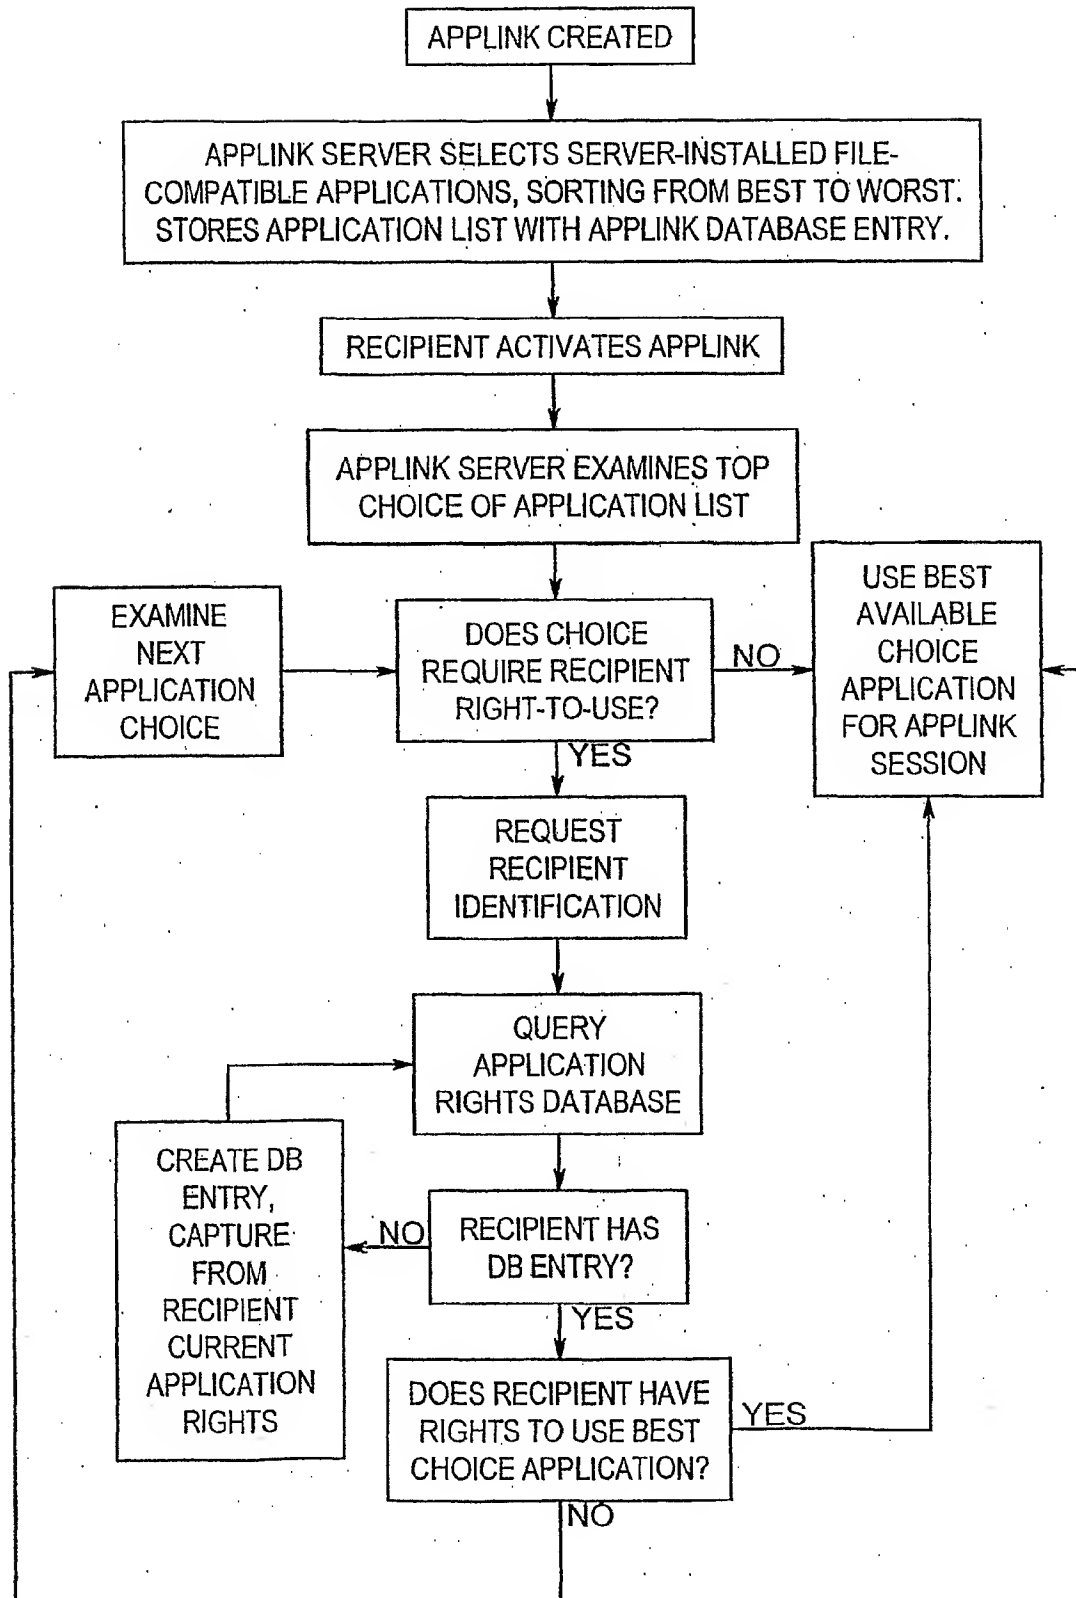 APPLINK CREATED
APPLINK SERVER SELECTS SERVER-INSTALLED FILE-
COMPATIBLE APPLICATIONS, SORTING FROM BEST TO WORST.
STORES APPLICATION LIST WITH APPLINK DATABASE ENTRY.
RECIPIENT ACTIVATES APPLINK
APPLINK SERVER EXAMINES TOP
CHOICE OF APPLICATION LIST
EXAMINE
NEXT
APPLICATION
CHOICE
DOES CHOICE
REQUIRE RECIPIENT
RIGHT-TO-USE?
NO
USE BEST
AVAILABLE
CHOICE
APPLICATION
FOR APPLINK
SESSION
YES
REQUEST
RECIPIENT
IDENTIFICATION
QUERY
APPLICATION
RIGHTS DATABASE
CREATE DB
ENTRY,
CAPTURE
FROM
RECIPIENT
CURRENT
APPLICATION
RIGHTS
NO
RECIPIENT HAS
DB ENTRY?
YES
DOES RECIPIENT HAVE
RIGHTS TO USE BEST
CHOICE APPLICATION?
YES
NO